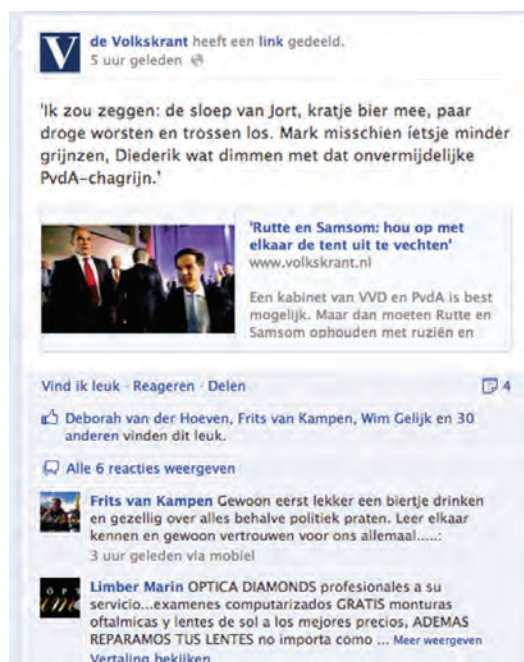 V
de Volkskrant heeft een link gedeeld.
5 uur geleden
'Ik zou zeggen: de sloep van Jort, kratje bier mee, paar
droge worsten en trossen los. Mark misschien íetsje minder
grijnzen, Diederik wat dimmen met dat onvermijdelijke
PvdA-chagrijn.'
'Rutte en Samsom: hou op met
elkaar de tent uit te vechten'
www.volkskrant.nl
Een kabinet van VVD en PvdA is best
mogelijk. Maar dan moeten Rutte en
Samsom ophouden met ruziën en
Vind ik leuk · Reageren · Delen
4
Deborah van der Hoeven, Frits van Kampen, Wim Gelijk en 30
anderen vinden dit leuk.
Alle 6 reacties weergeven
Frits van Kampen Gewoon eerst lekker een biertje drinken
en gezellig over alles behalve politiek praten. Leer elkaar
kennen en gewoon vertrouwen voor ons allemaal.....:
3 uur geleden via mobiel
Limber Marin OPTICA DIAMONDS profesionales a su
servicio...examenes computarizados GRATIS monturas
oftalmicas y lentes de sol a los mejores precios, ADEMAS
REPARAMOS TUS LENTES no importa como ... Meer weergeven
Vertaling bekijken